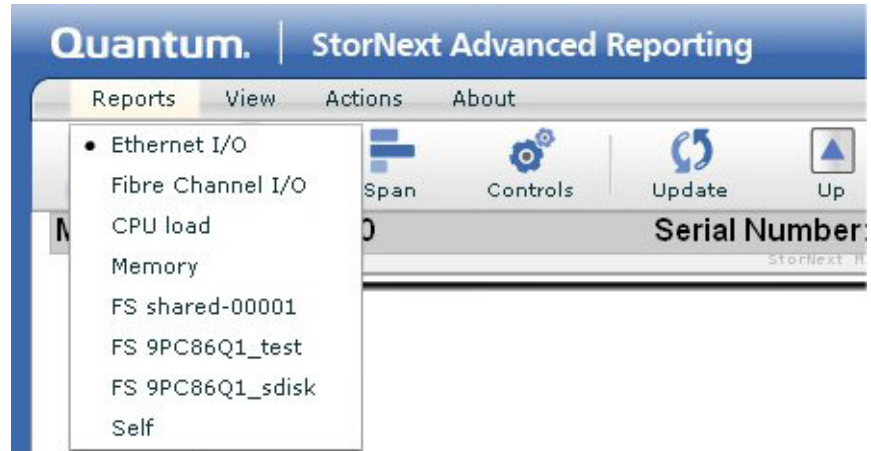 Quantum. | StorNext Advanced Reporting
Reports View Actions About
Ethernet I/O
Fibre Channel I/O
CPU load
Memory
FS shared-00001
FS 9PC86Q1_test
FS 9PC86Q1_sdisk
Self
Span Controls Update Up
Serial Number:
StorNext